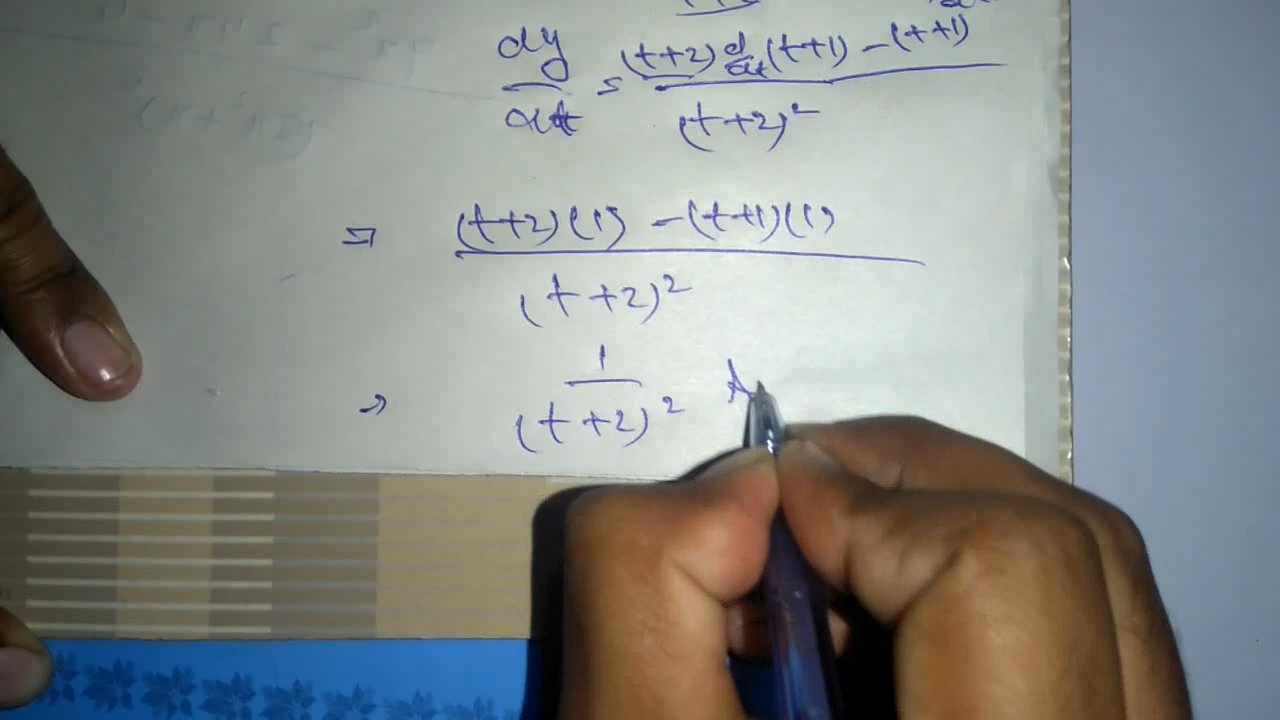 dy/dt = (t+2) d/dt (t+1) - (t+1) / (t+2)²
⇒ (t+2)(1) - (t+1)(1) / (t+2)²
→ 1 / (t+2)² A